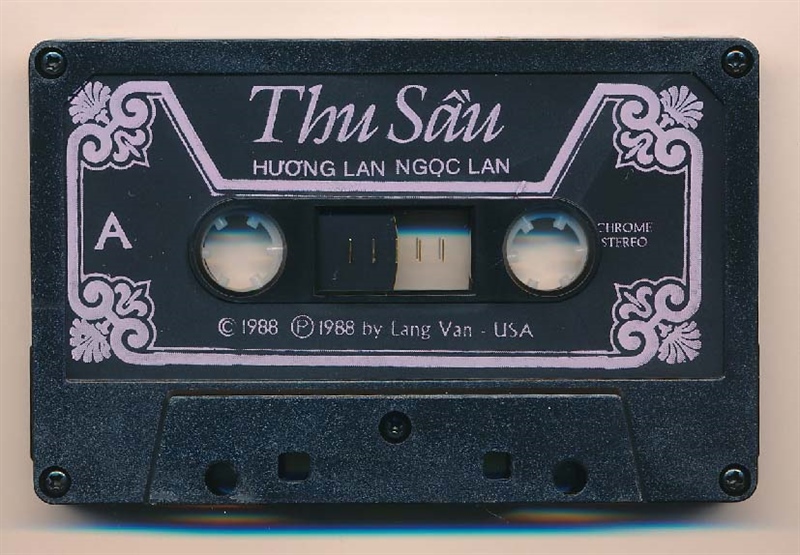 Thu Sầu
HƯƠNG LAN NGỌC LAN
A
CHROME
STEREO
© 1988 ℗ 1988 by Lang Van - USA